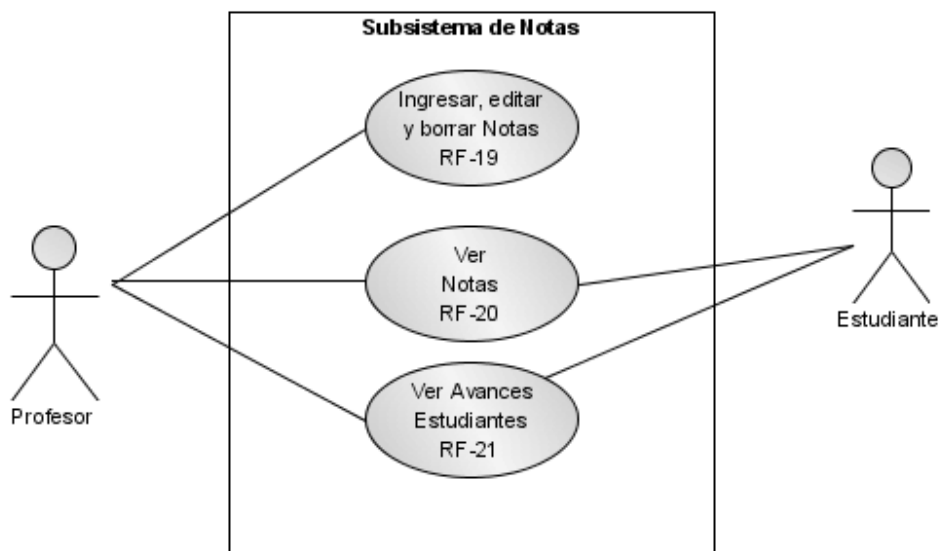 Subsistema de Notas
Ingresar, editar
y borrar Notas
RF-19
Ver
Notas
RF-20
Ver Avances
Estudiantes
RF-21
Profesor
Estudiante